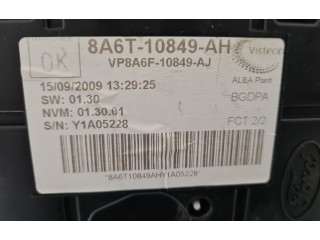 OK
8A6T-10849-AH
Visteon
VP8A6F-10849-AJ
15/09/2009 13:29:25
ALBA Plant
SW: 01.30
BGDPA
NVM: 01.30.01
S/N: Y1A05228
FCT 2/2
*8A6T10849AHY1A05228*
Ford